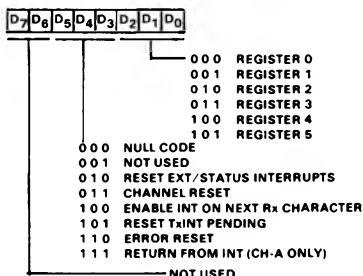 D7 D6 D5 D4 D3 D2 D1 D0
0 0 0 REGISTER 0
0 0 1 REGISTER 1
0 1 0 REGISTER 2
0 1 1 REGISTER 3
1 0 0 REGISTER 4
1 0 1 REGISTER 5
0 0 0 NULL CODE
0 0 1 NOT USED
0 1 0 RESET EXT/STATUS INTERRUPTS
0 1 1 CHANNEL RESET
1 0 0 ENABLE INT ON NEXT Rx CHARACTER
1 0 1 RESET TxINT PENDING
1 1 0 ERROR RESET
1 1 1 RETURN FROM INT (CH-A ONLY)
NOT USED